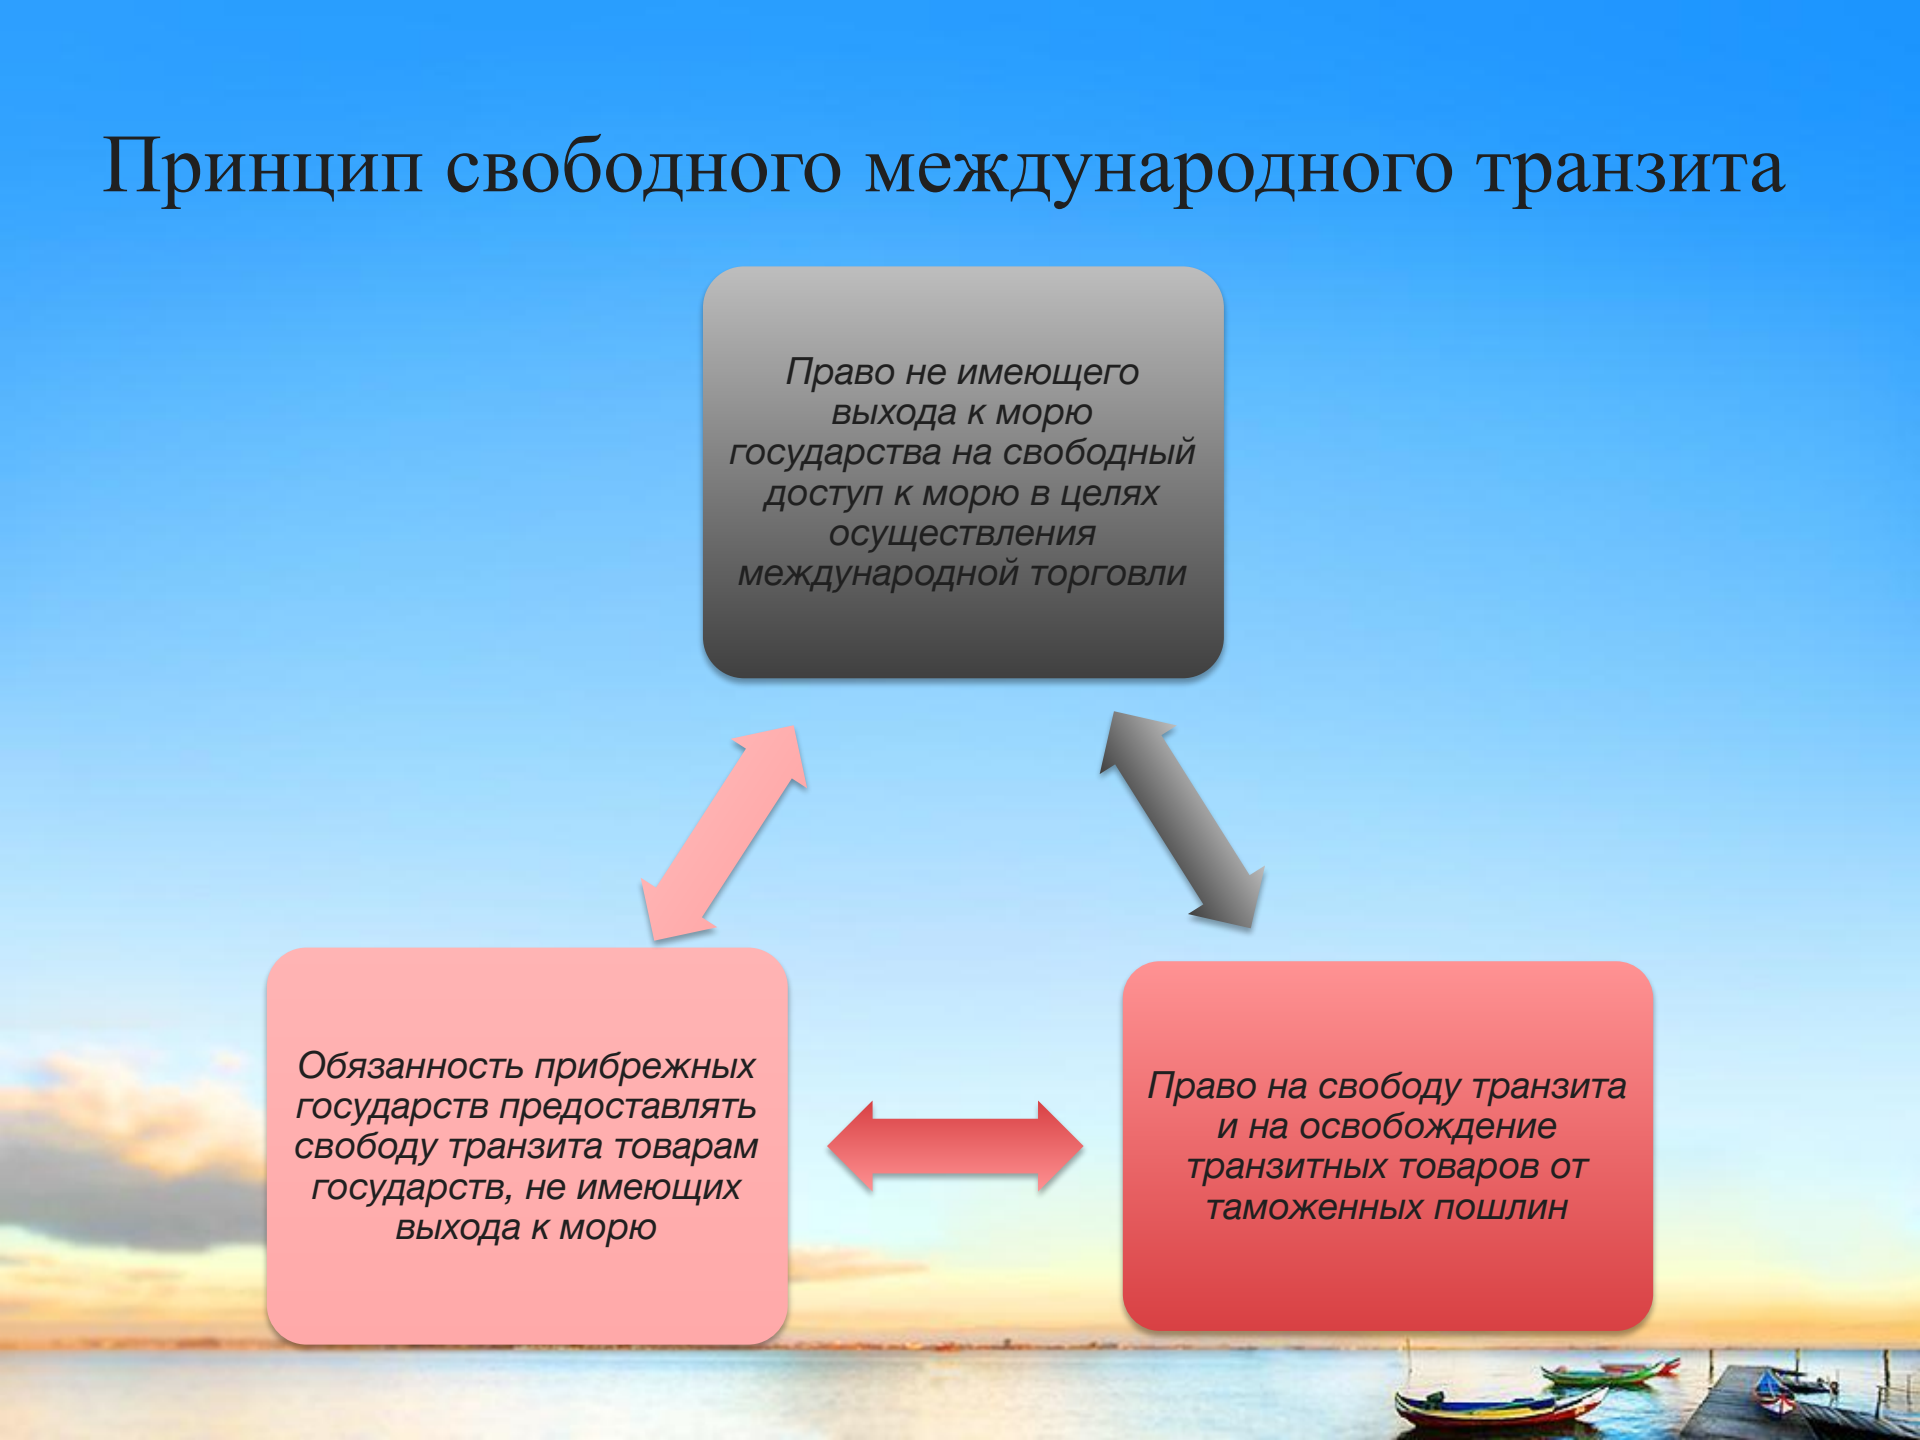 Принцип свободного международного транзита
Право не имеющего
выхода к морю
государства на свободный
доступ к морю в целях
осуществления
международной торговли
Обязанность прибрежных
государств предоставлять
свободу транзита товарам
государств, не имеющих
выхода к морю
Право на свободу транзита
и на освобождение
транзитных товаров от
таможенных пошлин